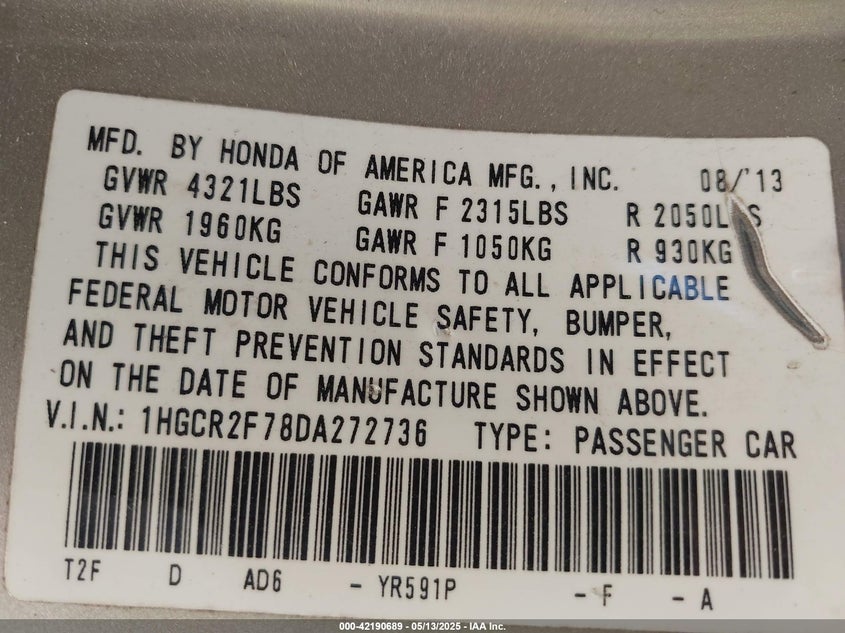 MFD. BY HONDA OF AMERICA MFG., INC. 08/'13
GVWR 4321LBS GAWR F 2315LBS R 2050LBS
GVWR 1960KG GAWR F 1050KG R 930KG
THIS VEHICLE CONFORMS TO ALL APPLICABLE
FEDERAL MOTOR VEHICLE SAFETY, BUMPER,
AND THEFT PREVENTION STANDARDS IN EFFECT
ON THE DATE OF MANUFACTURE SHOWN ABOVE.
V.I.N.: 1HGCR2F78DA272736 TYPE: PASSENGER CAR
T2F D AD6 - YR591P - F - A
000-42190689 - 05/13/2025 - IAA Inc.